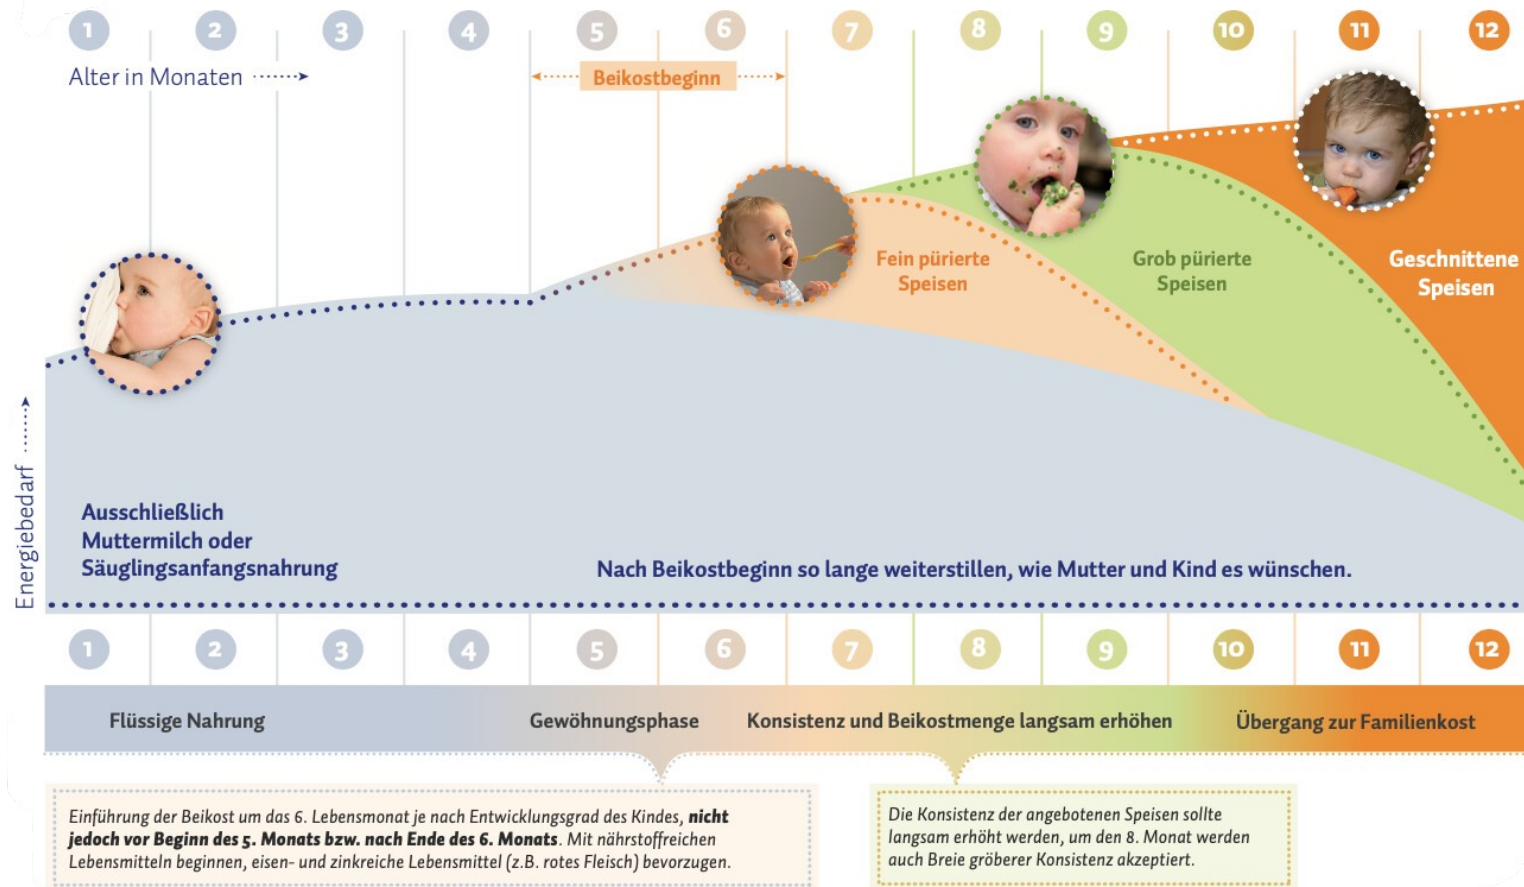 1 2 3 4 5 6 7 8 9 10 11 12
Alter in Monaten
Beikostbeginn
Fein pürierte
Speisen
Grob pürierte
Speisen
Geschnittene
Speisen
Energiebedarf
Ausschließlich
Muttermilch oder
Säuglingsanfangsnahrung
Nach Beikostbeginn so lange weiterstillen, wie Mutter und Kind es wünschen.
1 2 3 4 5 6 7 8 9 10 11 12
Flüssige Nahrung
Gewöhnungsphase
Konsistenz und Beikostmenge langsam erhöhen
Übergang zur Familienkost
Einführung der Beikost um das 6. Lebensmonat je nach Entwicklungsgrad des Kindes, nicht
jedoch vor Beginn des 5. Monats bzw. nach Ende des 6. Monats. Mit nährstoffreichen
Lebensmitteln beginnen, eisen- und zinkreiche Lebensmittel (z.B. rotes Fleisch) bevorzugen.
Die Konsistenz der angebotenen Speisen sollte
langsam erhöht werden, um den 8. Monat werden
auch Breie gröberer Konsistenz akzeptiert.